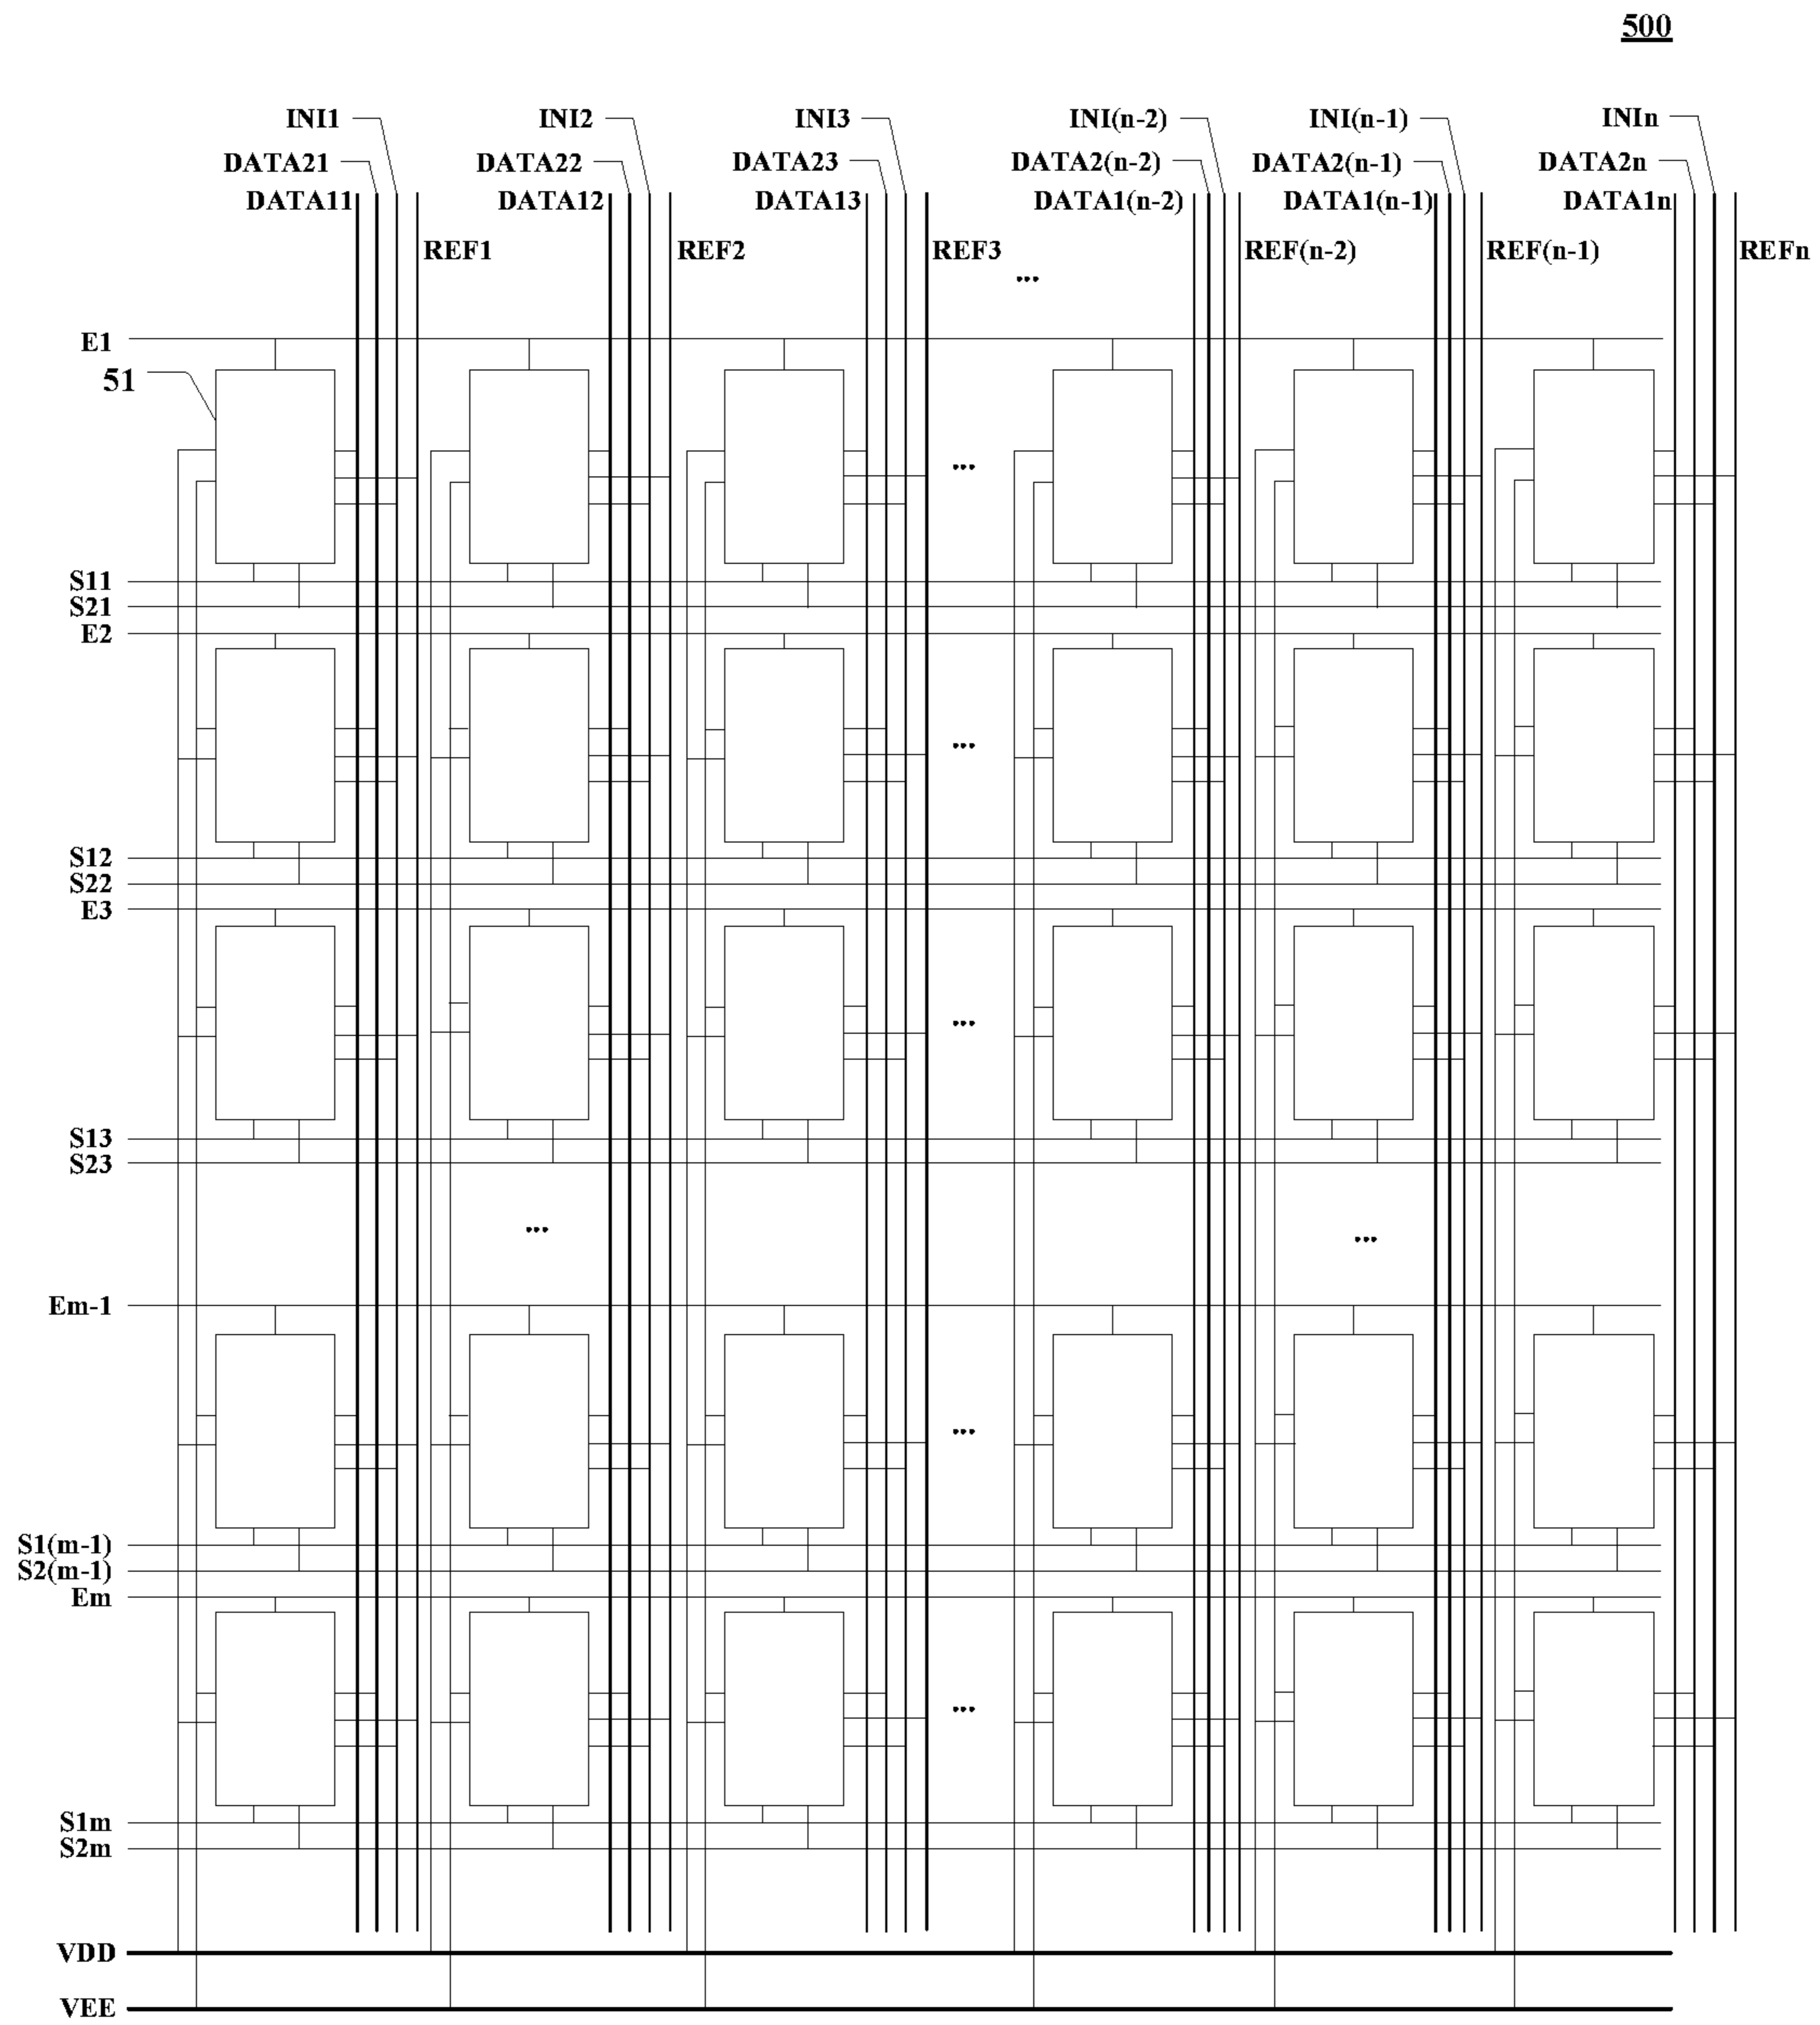 500
INI1 INI2 INI3 INI(n-2) INI(n-1) INIn
DATA21 DATA22 DATA23 DATA2(n-2) DATA2(n-1) DATA2n
DATA11 DATA12 DATA13 DATA1(n-2) DATA1(n-1) DATA1n
REF1 REF2 REF3 REF(n-2) REF(n-1) REFn
...
E1
51
...
S11
S21
E2
...
S12
S22
E3
...
S13
S23
... ...
Em-1
...
S1(m-1)
S2(m-1)
Em
...
S1m
S2m
VDD
VEE